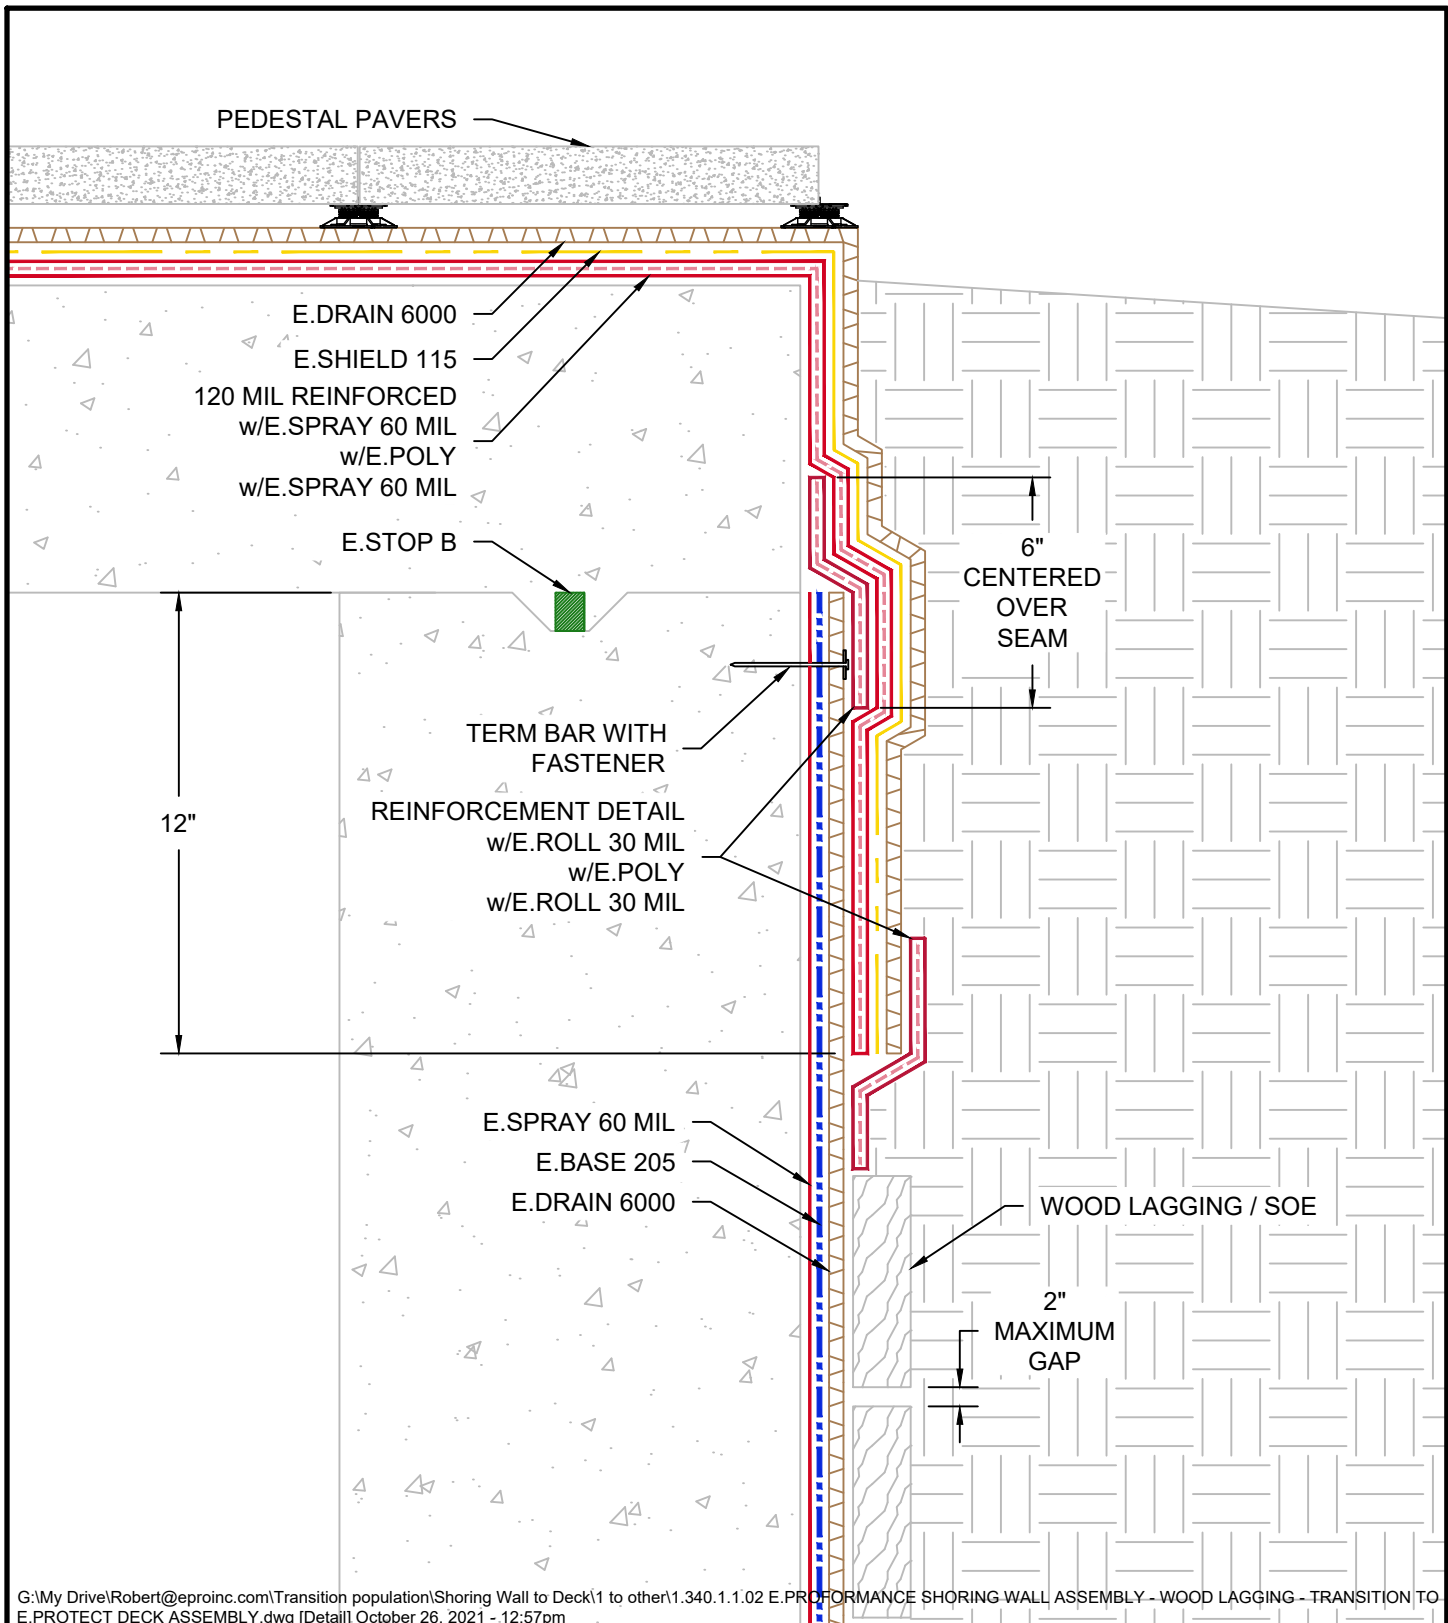 PEDESTAL PAVERS
E.DRAIN 6000
E.SHIELD 115
120 MIL REINFORCED
w/E.SPRAY 60 MIL
w/E.POLY
w/E.SPRAY 60 MIL
E.STOP B
6"
CENTERED
OVER
SEAM
TERM BAR WITH
FASTENER
12"
REINFORCEMENT DETAIL
w/E.ROLL 30 MIL
w/E.POLY
w/E.ROLL 30 MIL
E.SPRAY 60 MIL
E.BASE 205
E.DRAIN 6000
WOOD LAGGING / SOE
2"
MAXIMUM
GAP
G:\My Drive\Robert@eproinc.com\Transition population\Shoring Wall to Deck\1 to other\1.340.1.1.02 E.PROFORMANCE SHORING WALL ASSEMBLY - WOOD LAGGING - TRANSITION TO
E.PROTECT DECK ASSEMBLY.dwg [Detail] October 26, 2021 - 12:57pm